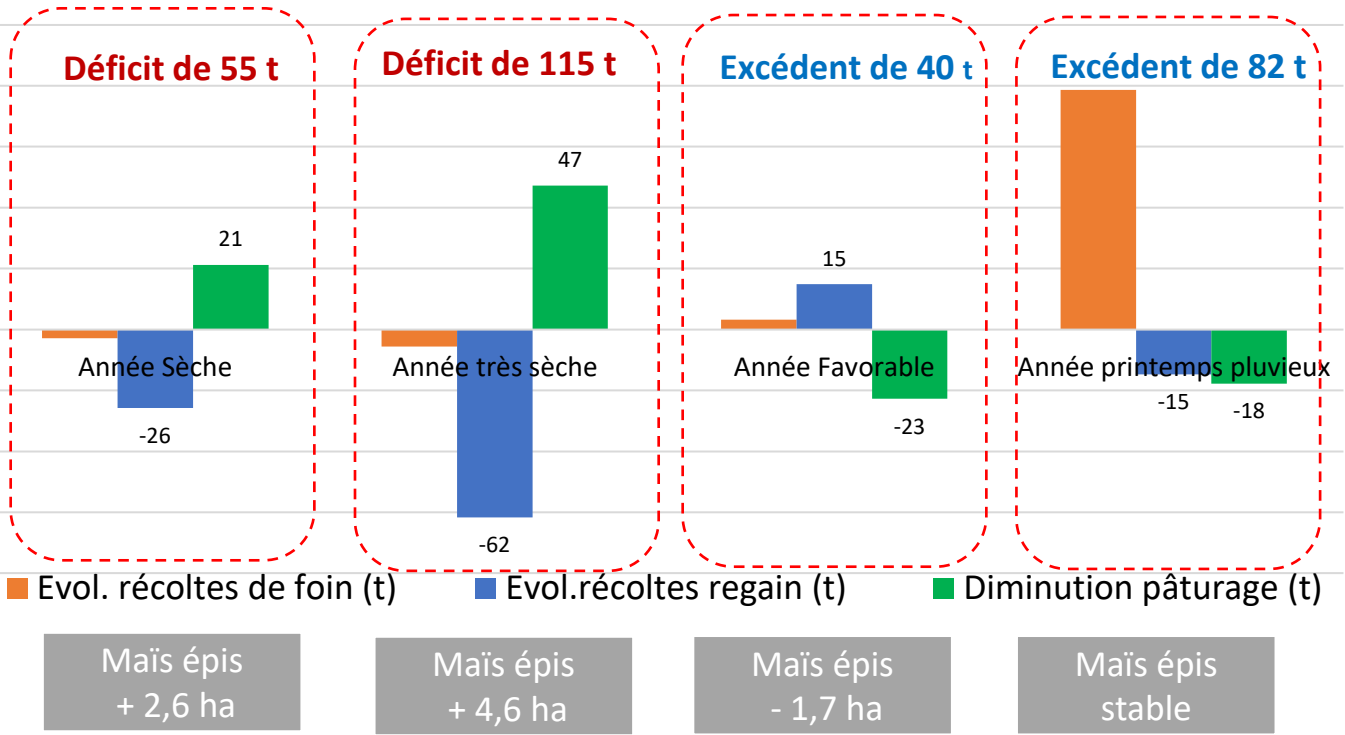 Déficit de 55 t
Déficit de 115 t
Excédent de 40 t
Excédent de 82 t
47
21
15
Année Sèche
Année très sèche
Année Favorable
Année printemps pluvieux
-26
-62
-23
-15
-18
Evol. récoltes de foin (t)
Evol.récoltes regain (t)
Diminution pâturage (t)
Maïs épis
+ 2,6 ha
Maïs épis
+ 4,6 ha
Maïs épis
- 1,7 ha
Maïs épis
stable